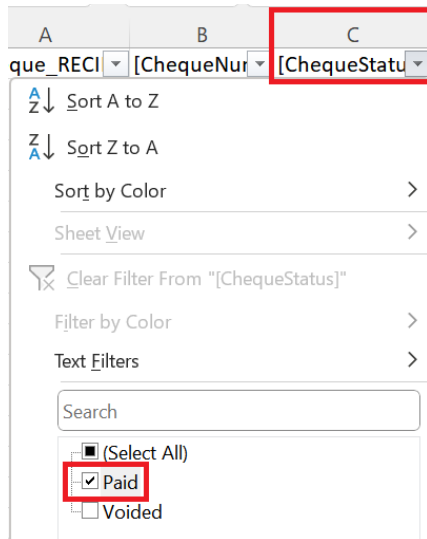 A B C
que_RECI [ChequeNur [ChequeStatu
A Z Sort A to Z
Z A Sort Z to A
Sort by Color
Sheet View
Clear Filter From "[ChequeStatus]"
Filter by Color
Text Filters
Search
(Select All)
Paid
Voided